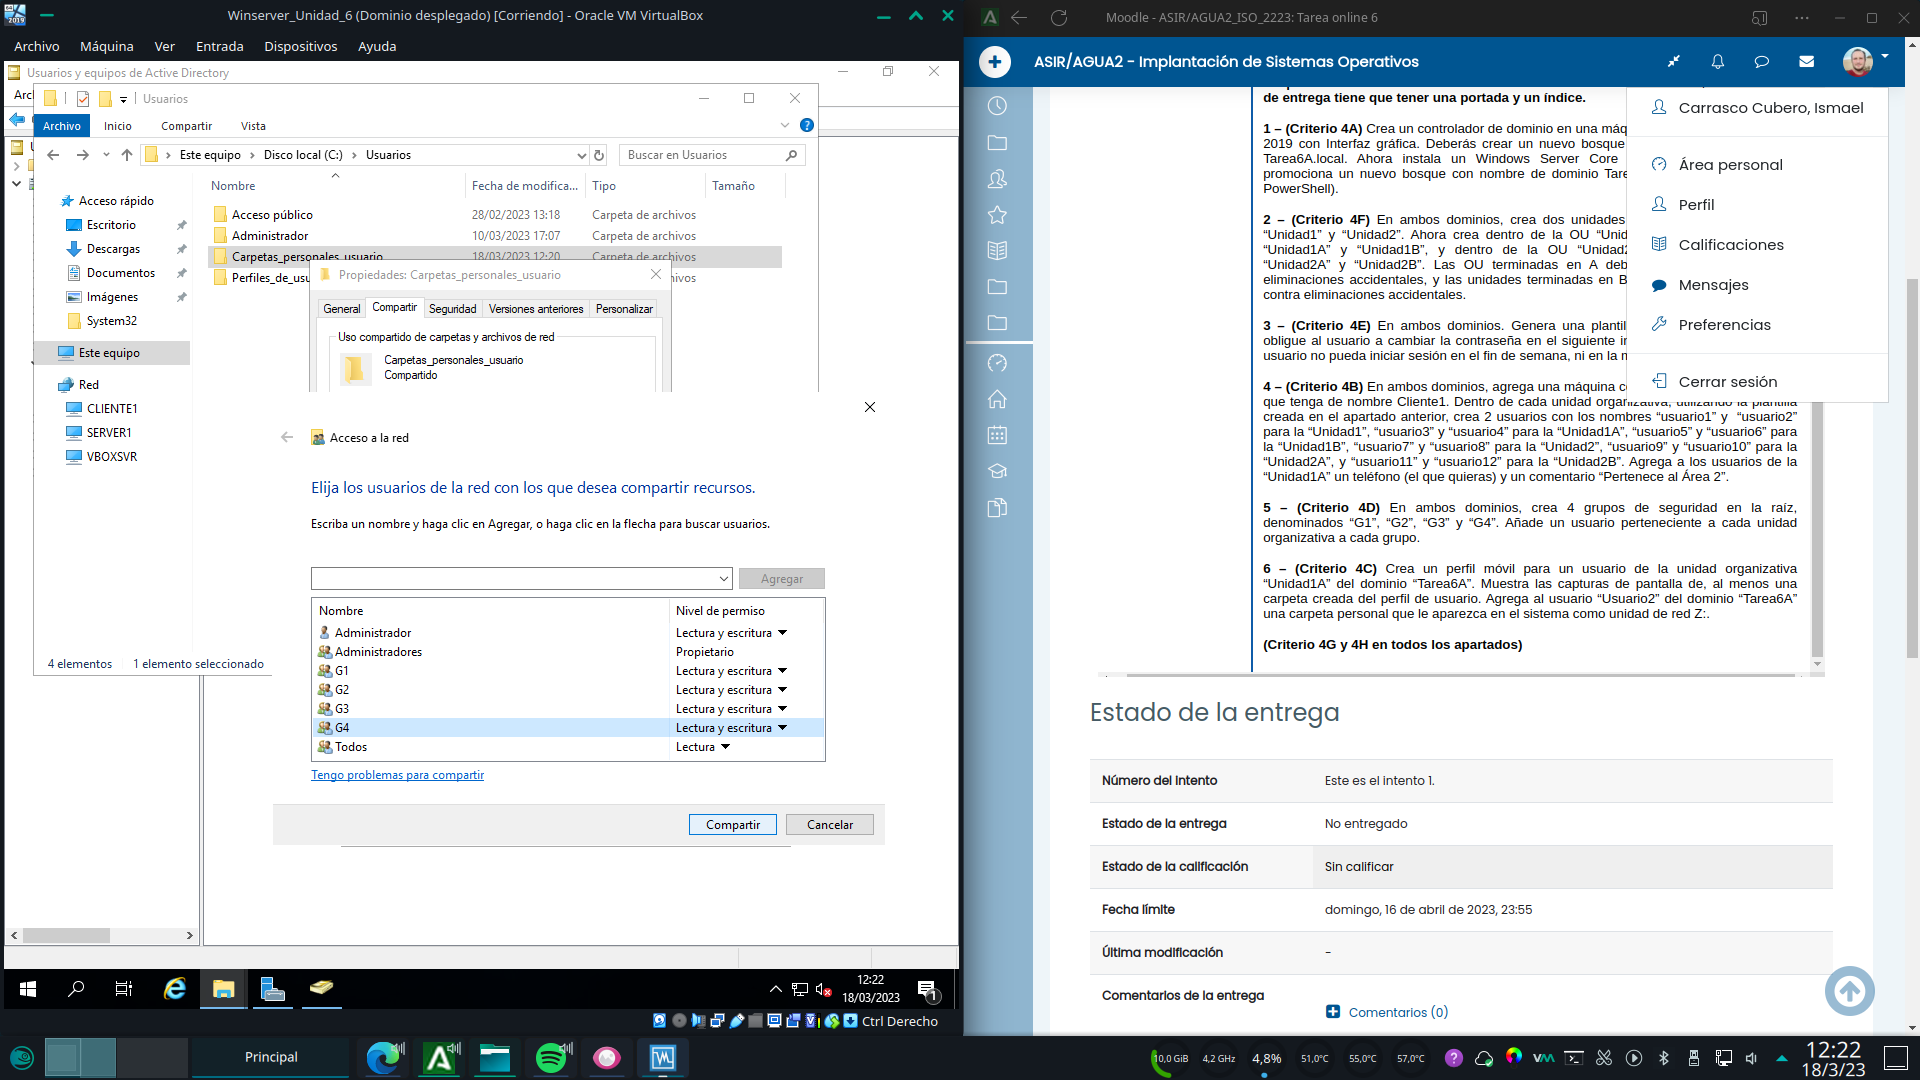 Winserver_Unidad_6 (Dominio desplegado) [Corriendo] - Oracle VM VirtualBox
Archivo Máquina Ver Entrada Dispositivos Ayuda
Usuarios y equipos de Active Directory
Usuarios
Archivo Inicio Compartir Vista
Este equipo Disco local (C:) Usuarios
Buscar en Usuarios
Nombre Fecha de modifica... Tipo Tamaño
Acceso público 28/02/2023 13:18 Carpeta de archivos
Administrador 10/03/2023 17:07 Carpeta de archivos
Carpetas_personales_usuario 18/03/2023 12:20 Carpeta de archivos
Acceso rápido
Escritorio
Descargas
Documentos
Imágenes
System32
Este equipo
Red
CLIENTE1
SERVER1
VBOXSVR
4 elementos 1 elemento seleccionado
Propiedades: Carpetas_personales_usuario
General Compartir Seguridad Versiones anteriores Personalizar
Uso compartido de carpetas y archivos de red
Carpetas_personales_usuario
Compartido
Acceso a la red
Elija los usuarios de la red con los que desea compartir recursos.
Escriba un nombre y haga clic en Agregar, o haga clic en la flecha para buscar usuarios.
Agregar
Nombre Nivel de permiso
Administrador Lectura y escritura
Administradores Propietario
G1 Lectura y escritura
G2 Lectura y escritura
G3 Lectura y escritura
G4 Lectura y escritura
Todos Lectura
Tengo problemas para compartir
Compartir Cancelar
12:22
18/03/2023
1
Ctrl Derecho
Moodle - ASIR/AGUA2_ISO_2223: Tarea online 6
ASIR/AGUA2 - Implantación de Sistemas Operativos
de entrega tiene que tener una portada y un índice.
1 – (Criterio 4A) Crea un controlador de dominio en una
2019 con Interfaz gráfica. Deberás crear un nuevo bosque
Tarea6A.local. Ahora instala un Windows Server Core
promociona un nuevo bosque con nombre de dominio
PowerShell).
2 – (Criterio 4F) En ambos dominios, crea dos unidades
“Unidad1” y “Unidad2”. Ahora crea dentro de la OU
“Unidad1A” y “Unidad1B”, y dentro de la OU
“Unidad2A” y “Unidad2B”. Las OU terminadas en A
eliminaciones accidentales, y las unidades terminadas en B
contra eliminaciones accidentales.
3 – (Criterio 4E) En ambos dominios. Genera una
obligue al usuario a cambiar la contraseña en el siguiente
usuario no pueda iniciar sesión en el fin de semana, ni en la
4 – (Criterio 4B) En ambos dominios, agrega una máquina
que tenga de nombre Cliente1. Dentro de cada unidad organizativa, utilizando la plantilla
creada en el apartado anterior, crea 2 usuarios con los nombres “usuario1” y “usuario2”
para la “Unidad1”, “usuario3” y “usuario4” para la “Unidad1A”, “usuario5” y “usuario6” para
la “Unidad1B”, “usuario7” y “usuario8” para la “Unidad2”, “usuario9” y “usuario10” para la
“Unidad2A”, y “usuario11” y “usuario12” para la “Unidad2B”. Agrega a los usuarios de la
“Unidad1A” un teléfono (el que quieras) y un comentario “Pertenece al Área 2”.
5 – (Criterio 4D) En ambos dominios, crea 4 grupos de seguridad en la raíz,
denominados “G1”, “G2”, “G3” y “G4”. Añade un usuario perteneciente a cada unidad
organizativa a cada grupo.
6 – (Criterio 4C) Crea un perfil móvil para un usuario de la unidad organizativa
“Unidad1A” del dominio “Tarea6A”. Muestra las capturas de pantalla de, al menos una
carpeta creada del perfil de usuario. Agrega al usuario “Usuario2” del dominio “Tarea6A”
una carpeta personal que le aparezca en el sistema como unidad de red Z:.
(Criterio 4G y 4H en todos los apartados)
Carrasco Cubero, Ismael
Área personal
Perfil
Calificaciones
Mensajes
Preferencias
Cerrar sesión
Estado de la entrega
Número del intento Este es el intento 1.
Estado de la entrega No entregado
Estado de la calificación Sin calificar
Fecha límite domingo, 16 de abril de 2023, 23:55
Última modificación -
Comentarios de la entrega
Comentarios (0)
Principal
10,0 GiB 4,2 GHz 4,8% 51,0°C 55,0°C 57,0°C
12:22
18/3/23